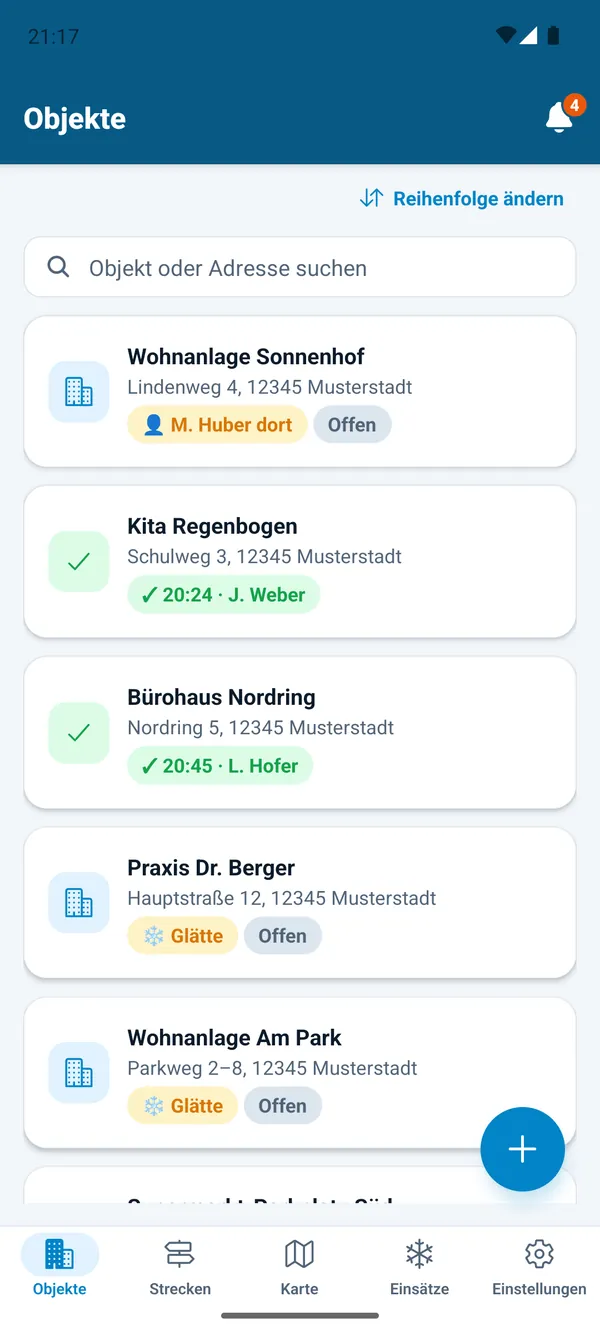 21:17
Objekte
4
Reihenfolge ändern
Objekt oder Adresse suchen
Wohnanlage Sonnenhof
Lindenweg 4, 12345 Musterstadt
👤 M. Huber dort
Offen
Kita Regenbogen
Schulweg 3, 12345 Musterstadt
✓ 20:24 · J. Weber
Bürohaus Nordring
Nordring 5, 12345 Musterstadt
✓ 20:45 · L. Hofer
Praxis Dr. Berger
Hauptstraße 12, 12345 Musterstadt
❄️ Glätte
Offen
Wohnanlage Am Park
Parkweg 2–8, 12345 Musterstadt
❄️ Glätte
Offen
Objekte
Strecken
Karte
Einsätze
Einstellungen